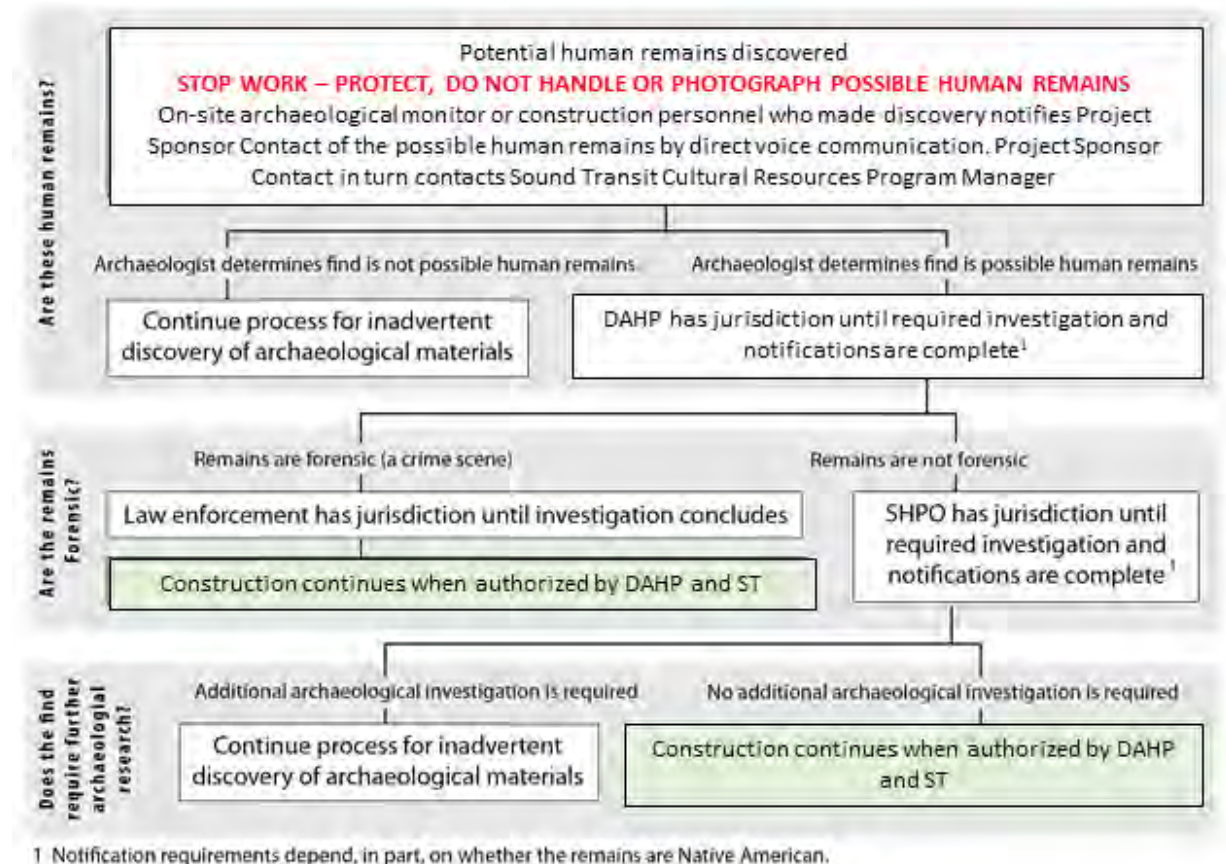 Are these human remains?
Potential human remains discovered
STOP WORK – PROTECT, DO NOT HANDLE OR PHOTOGRAPH POSSIBLE HUMAN REMAINS
On-site archaeological monitor or construction personnel who made discovery notifies Project
Sponsor Contact of the possible human remains by direct voice communication. Project Sponsor
Contact in turn contacts Sound Transit Cultural Resources Program Manager
Archaeologist determines find is not possible human remains
Archaeologist determines find is possible human remains
Continue process for inadvertent
discovery of archaeological materials
DAHP has jurisdiction until required investigation and
notifications are complete1
Are the remains
Forensic?
Remains are forensic (a crime scene)
Remains are not forensic
Law enforcement has jurisdiction until investigation concludes
Construction continues when authorized by DAHP and ST
SHPO has jurisdiction until
required investigation and
notifications are complete1
Does the find
require further
archaeological
research?
Additional archaeological investigation is required
No additional archaeological investigation is required
Continue process for inadvertent
discovery of archaeological materials
Construction continues when authorized by DAHP
and ST
1 Notification requirements depend, in part, on whether the remains are Native American.